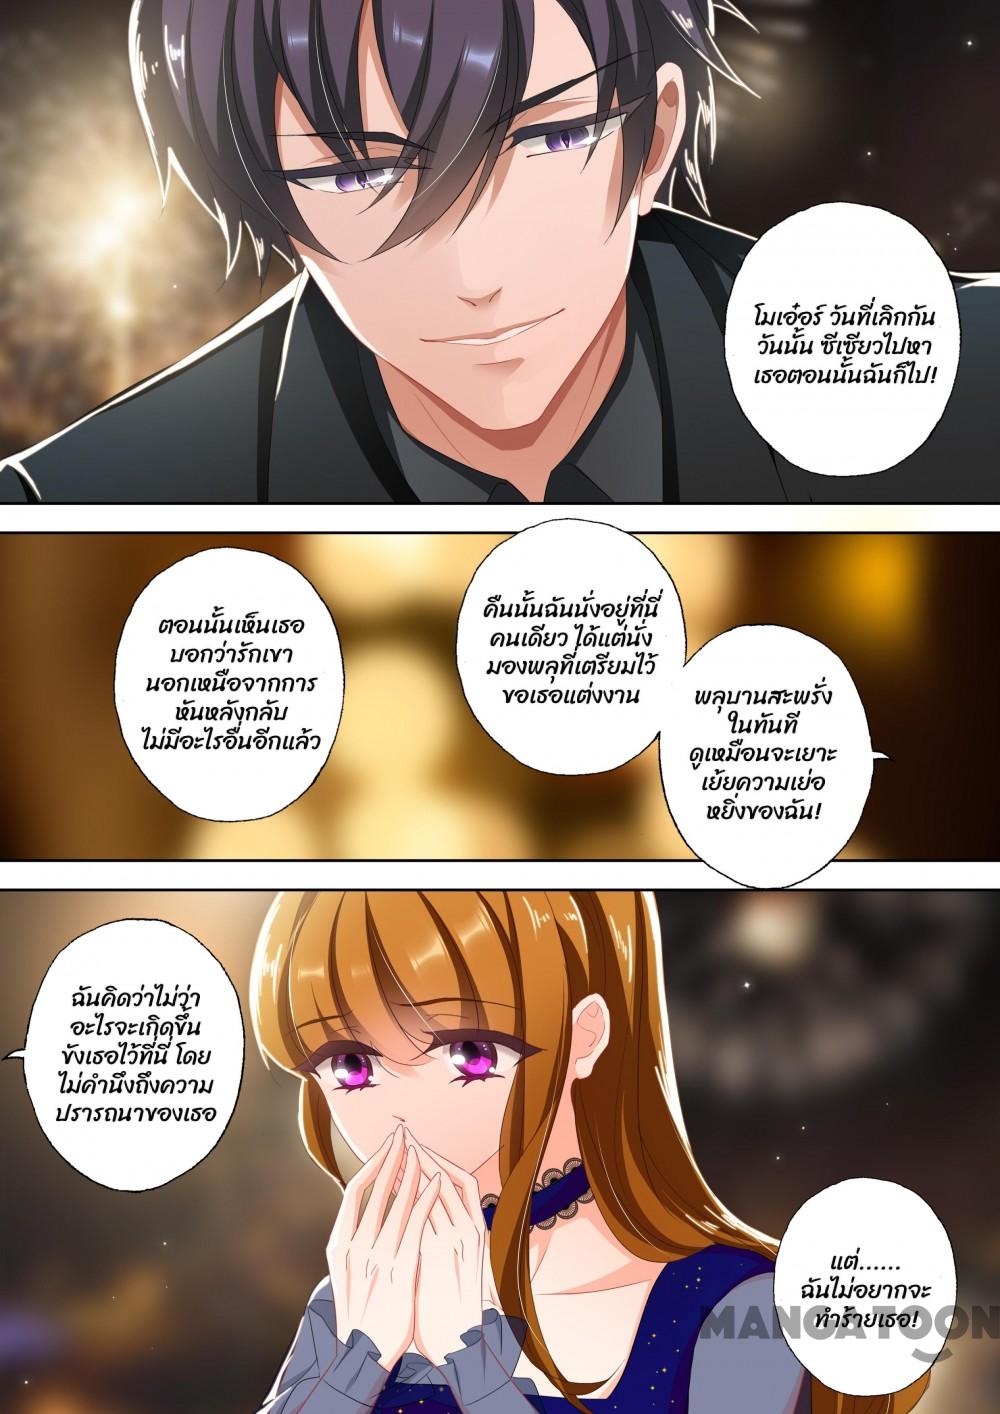 โมเอ๋อร์ วันที่เลิกกัน
วันนั้น ซีเซียวไปหา
เธอตอนนั้นฉันก็ไป!
คืนนั้นฉันนั่งอยู่ที่นี่
คนเดียว ได้แต่นั่ง
มองพลุที่เตรียมไว้
ขอเธอแต่งงาน
ตอนนั้นเห็นเธอ
บอกว่ารักเขา
นอกเหนือจากการ
หันหลังกลับ
ไม่มีอะไรอื่นอีกแล้ว
พลุบานสะพรั่ง
ในทันที
ดูเหมือนจะเยาะ
เย้ยความเย่อ
หยิ่งของฉัน!
ฉันคิดว่าไม่ว่า
อะไรจะเกิดขึ้น
ขังเธอไว้ที่นี่ โดย
ไม่คำนึงถึงความ
ปรารถนาของเธอ
แต่......
ฉันไม่อยากจะ
ทำร้ายเธอ!
MANGATOON